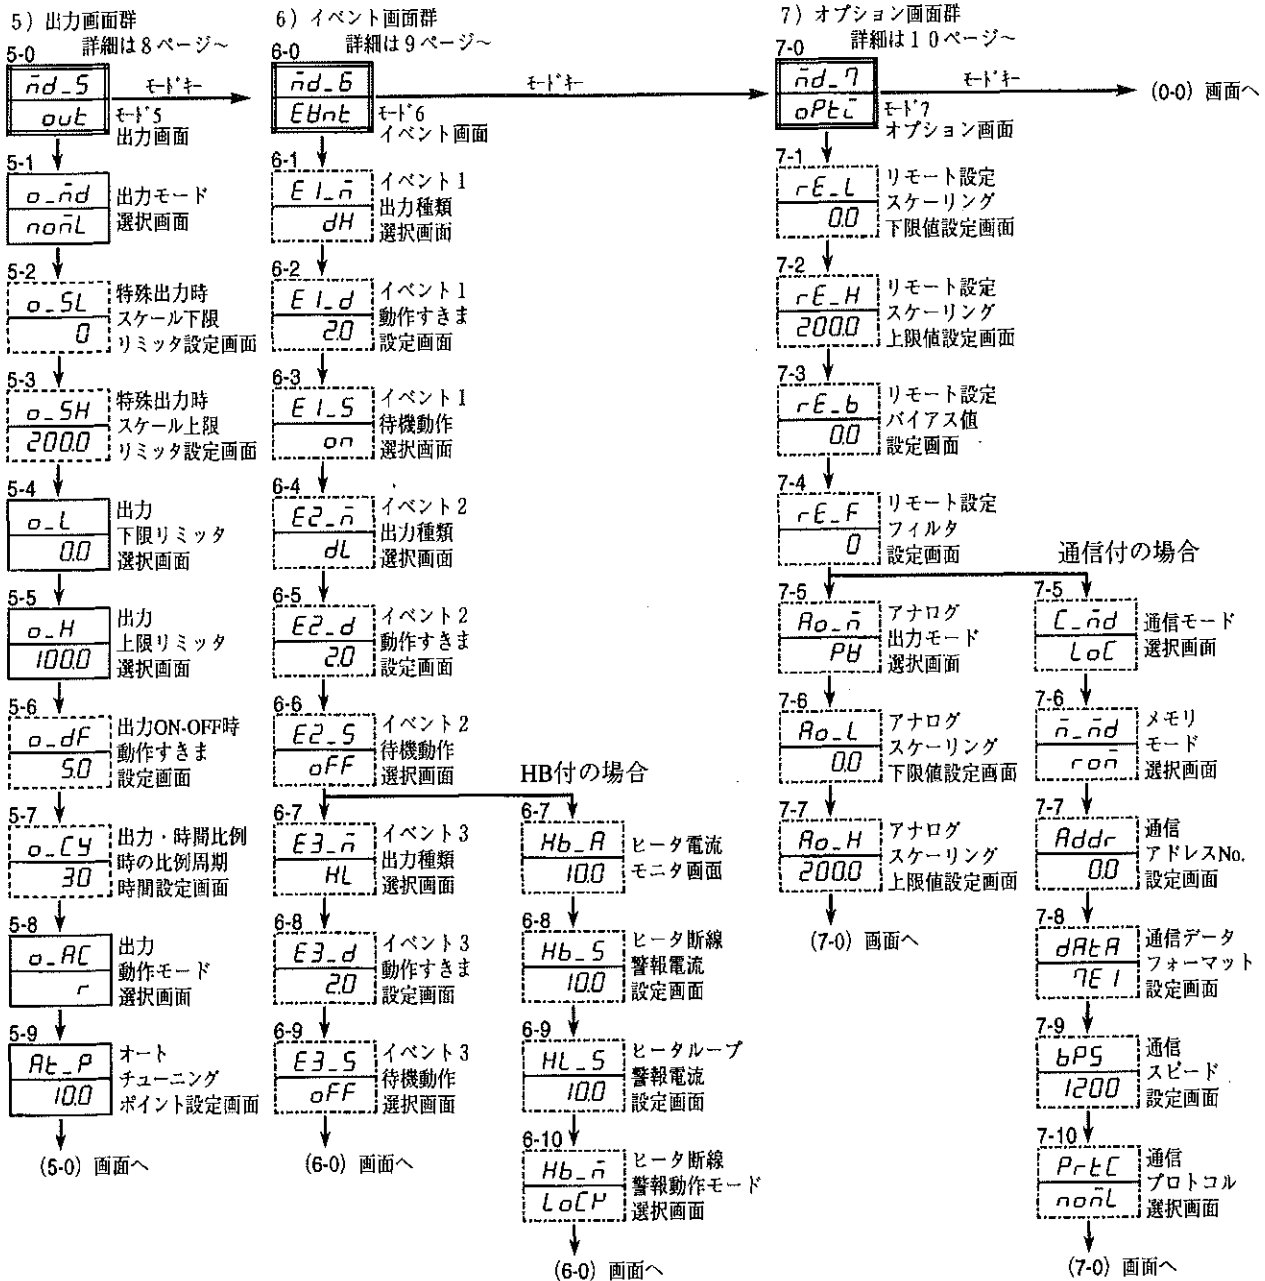 5) 出力画面群
詳細は8ページ〜
5-0
n̄d_5
out
モードキー
モード5
出力画面
5-1
o_n̄d
non̄L
出力モード
選択画面
5-2
o_SL
0
特殊出力時
スケール下限
リミッタ設定画面
5-3
o_SH
200.0
特殊出力時
スケール上限
リミッタ設定画面
5-4
o_L
0.0
出力
下限リミッタ
選択画面
5-5
o_H
100.0
出力
上限リミッタ
選択画面
5-6
o_dF
5.0
出力ON-OFF時
動作すきま
設定画面
5-7
o_CY
30
出力・時間比例
時の比例周期
時間設定画面
5-8
o_AC
r
出力
動作モード
選択画面
5-9
At_P
10.0
オート
チューニング
ポイント設定画面
(5-0) 画面へ
6) イベント画面群
詳細は9ページ〜
6-0
n̄d_6
EVnt
モードキー
モード6
イベント画面
6-1
E1_n̄
dH
イベント1
出力種類
選択画面
6-2
E1_d
2.0
イベント1
動作すきま
設定画面
6-3
E1_S
on
イベント1
待機動作
選択画面
6-4
E2_n̄
dL
イベント2
出力種類
選択画面
6-5
E2_d
2.0
イベント2
動作すきま
設定画面
6-6
E2_S
oFF
イベント2
待機動作
選択画面
6-7
E3_n̄
HL
イベント3
出力種類
選択画面
6-8
E3_d
2.0
イベント3
動作すきま
設定画面
6-9
E3_S
oFF
イベント3
待機動作
選択画面
(6-0) 画面へ
HB付の場合
6-7
Hb_A
10.0
ヒータ電流
モニタ画面
6-8
Hb_S
10.0
ヒータ断線
警報電流
設定画面
6-9
HL_S
10.0
ヒータループ
警報電流
設定画面
6-10
Hb_n̄
LoCK
ヒータ断線
警報動作モード
選択画面
(6-0) 画面へ
7) オプション画面群
詳細は10ページ〜
7-0
n̄d_7
oPti
モードキー
(0-0) 画面へ
モード7
オプション画面
7-1
rE_L
0.0
リモート設定
スケーリング
下限値設定画面
7-2
rE_H
200.0
リモート設定
スケーリング
上限値設定画面
7-3
rE_b
0.0
リモート設定
バイアス値
設定画面
7-4
rE_F
0
リモート設定
フィルタ
設定画面
7-5
Ao_n̄
PV
アナログ
出力モード
選択画面
7-6
Ao_L
0.0
アナログ
スケーリング
下限値設定画面
7-7
Ao_H
200.0
アナログ
スケーリング
上限値設定画面
(7-0) 画面へ
通信付の場合
7-5
C_n̄d
LoC
通信モード
選択画面
7-6
n̄_n̄d
ron̄
メモリ
モード
選択画面
7-7
Addr
0.0
通信
アドレスNo.
設定画面
7-8
dAtA
7E1
通信データ
フォーマット
設定画面
7-9
bPS
1200
通信
スピード
設定画面
7-10
PrtC
non̄L
通信
プロトコル
選択画面
(7-0) 画面へ